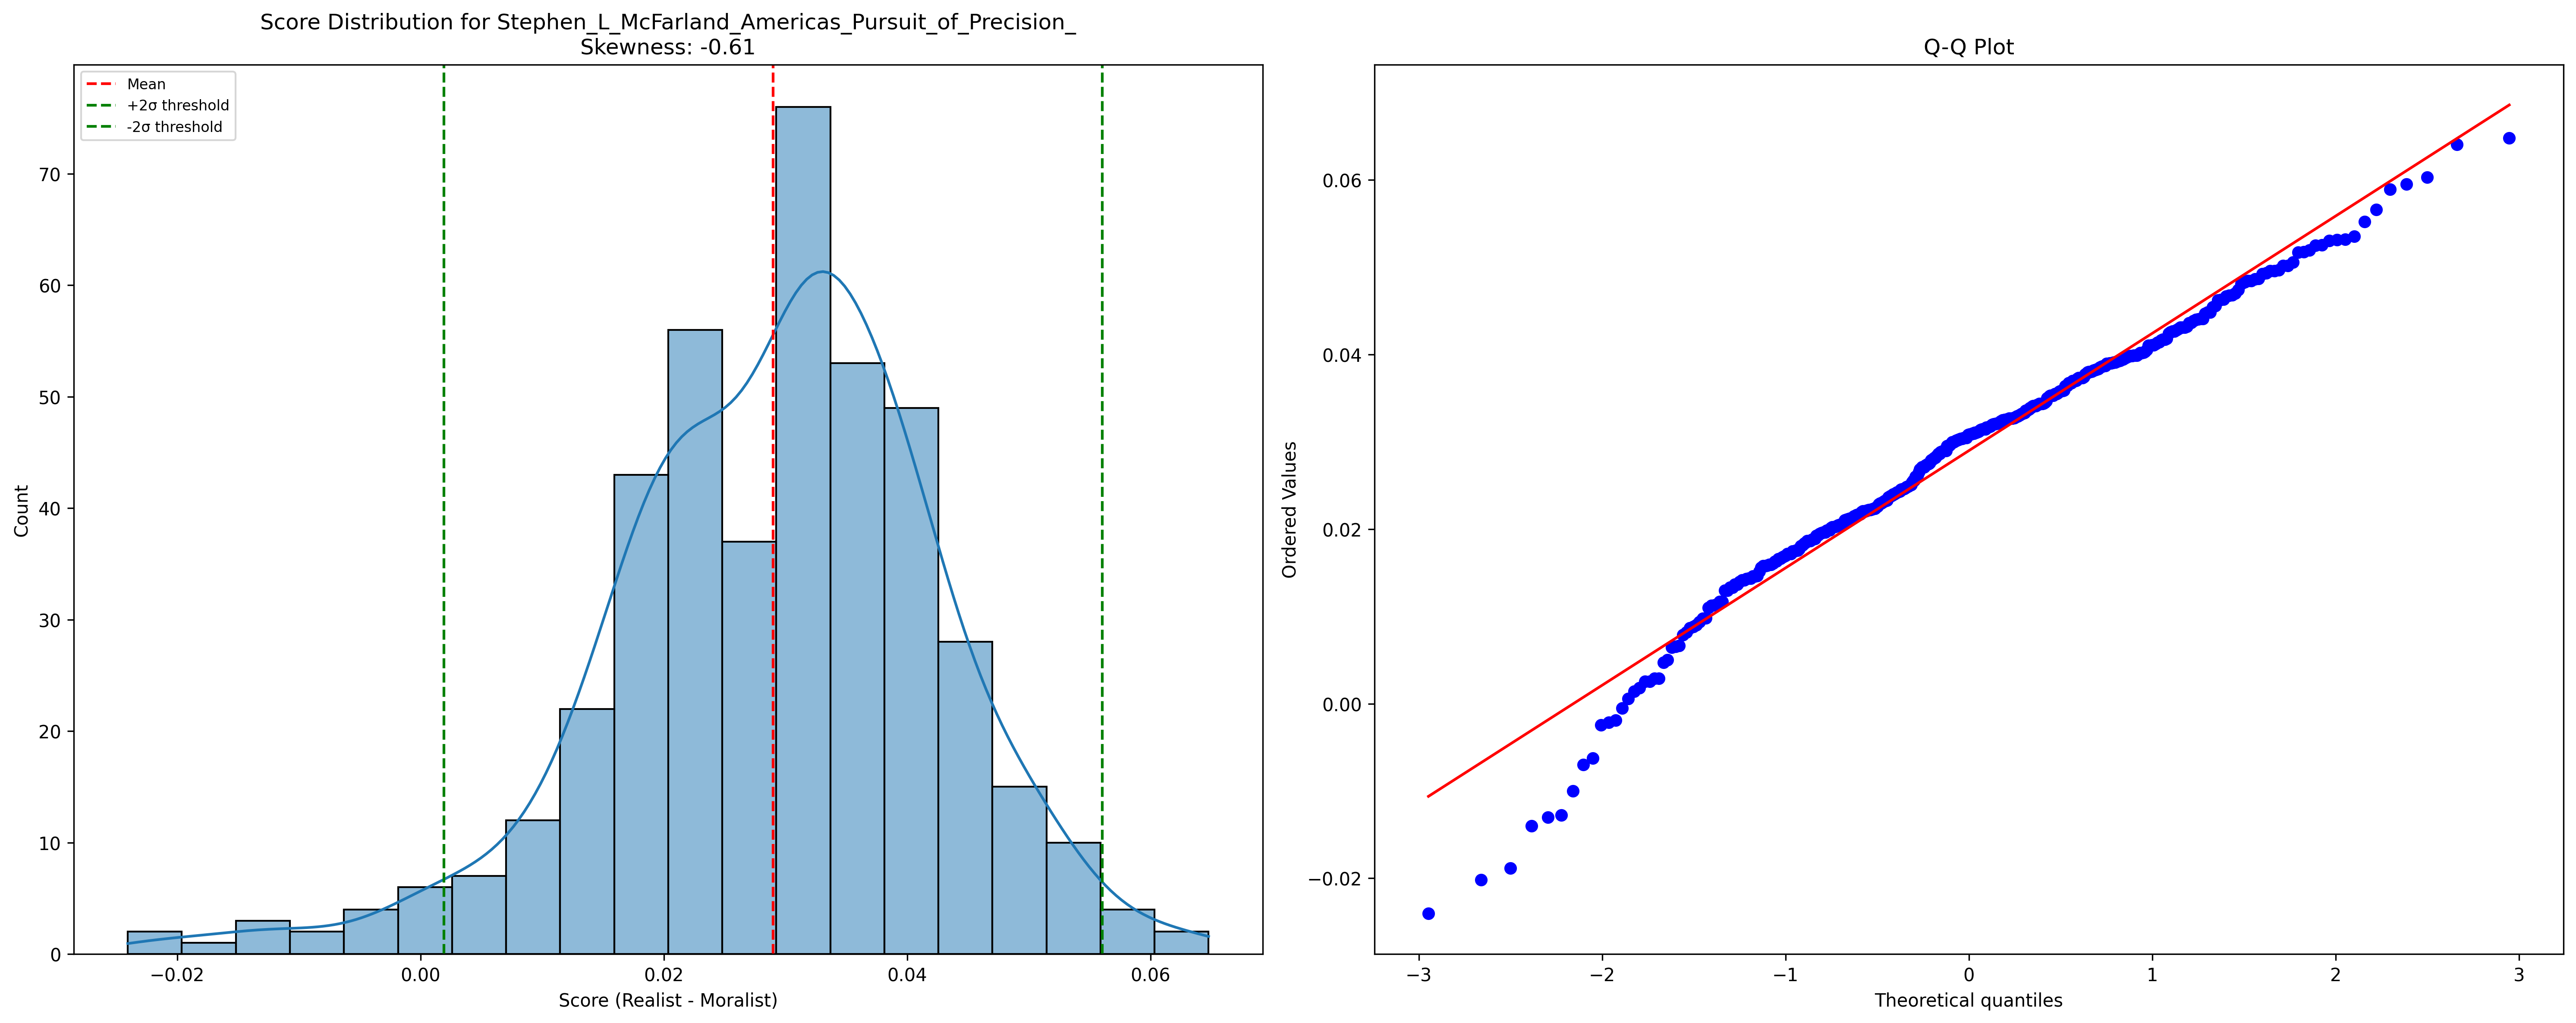 Score Distribution for Stephen_L_McFarland_Americas_Pursuit_of_Precision_
Skewness: -0.61
Mean
+2σ threshold
-2σ threshold
Count
70
60
50
40
30
20
10
0
−0.02
0.00
0.02
0.04
0.06
Score (Realist - Moralist)
Q-Q Plot
Ordered Values
0.06
0.04
0.02
0.00
−0.02
−3
−2
−1
0
1
2
3
Theoretical quantiles